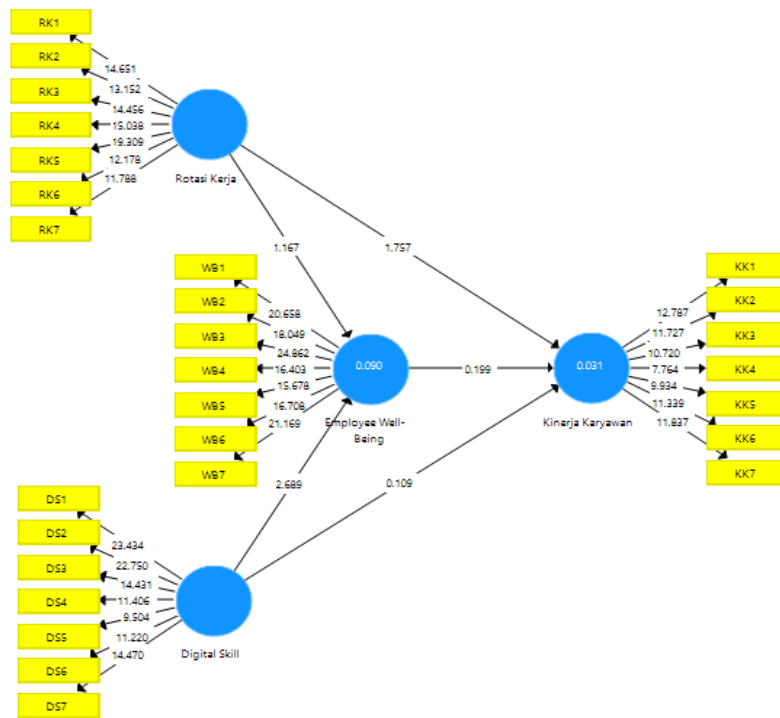 RK1
RK2
RK3
RK4
RK5
RK6
RK7
14.651
13.152
14.456
15.038
19.309
12.178
11.788
Rotasi Kerja
1.167
1.757
WB1
WB2
WB3
WB4
WB5
WB6
WB7
20.658
18.049
24.862
16.403
15.678
16.708
21.169
0.090
Employee Well-
Being
0.199
0.031
Kinerja Karyawan
12.787
11.727
10.720
7.764
9.934
11.339
11.837
KK1
KK2
KK3
KK4
KK5
KK6
KK7
2.689
0.109
DS1
DS2
DS3
DS4
DS5
DS6
DS7
23.434
22.750
14.431
11.406
9.504
11.220
14.470
Digital Skill